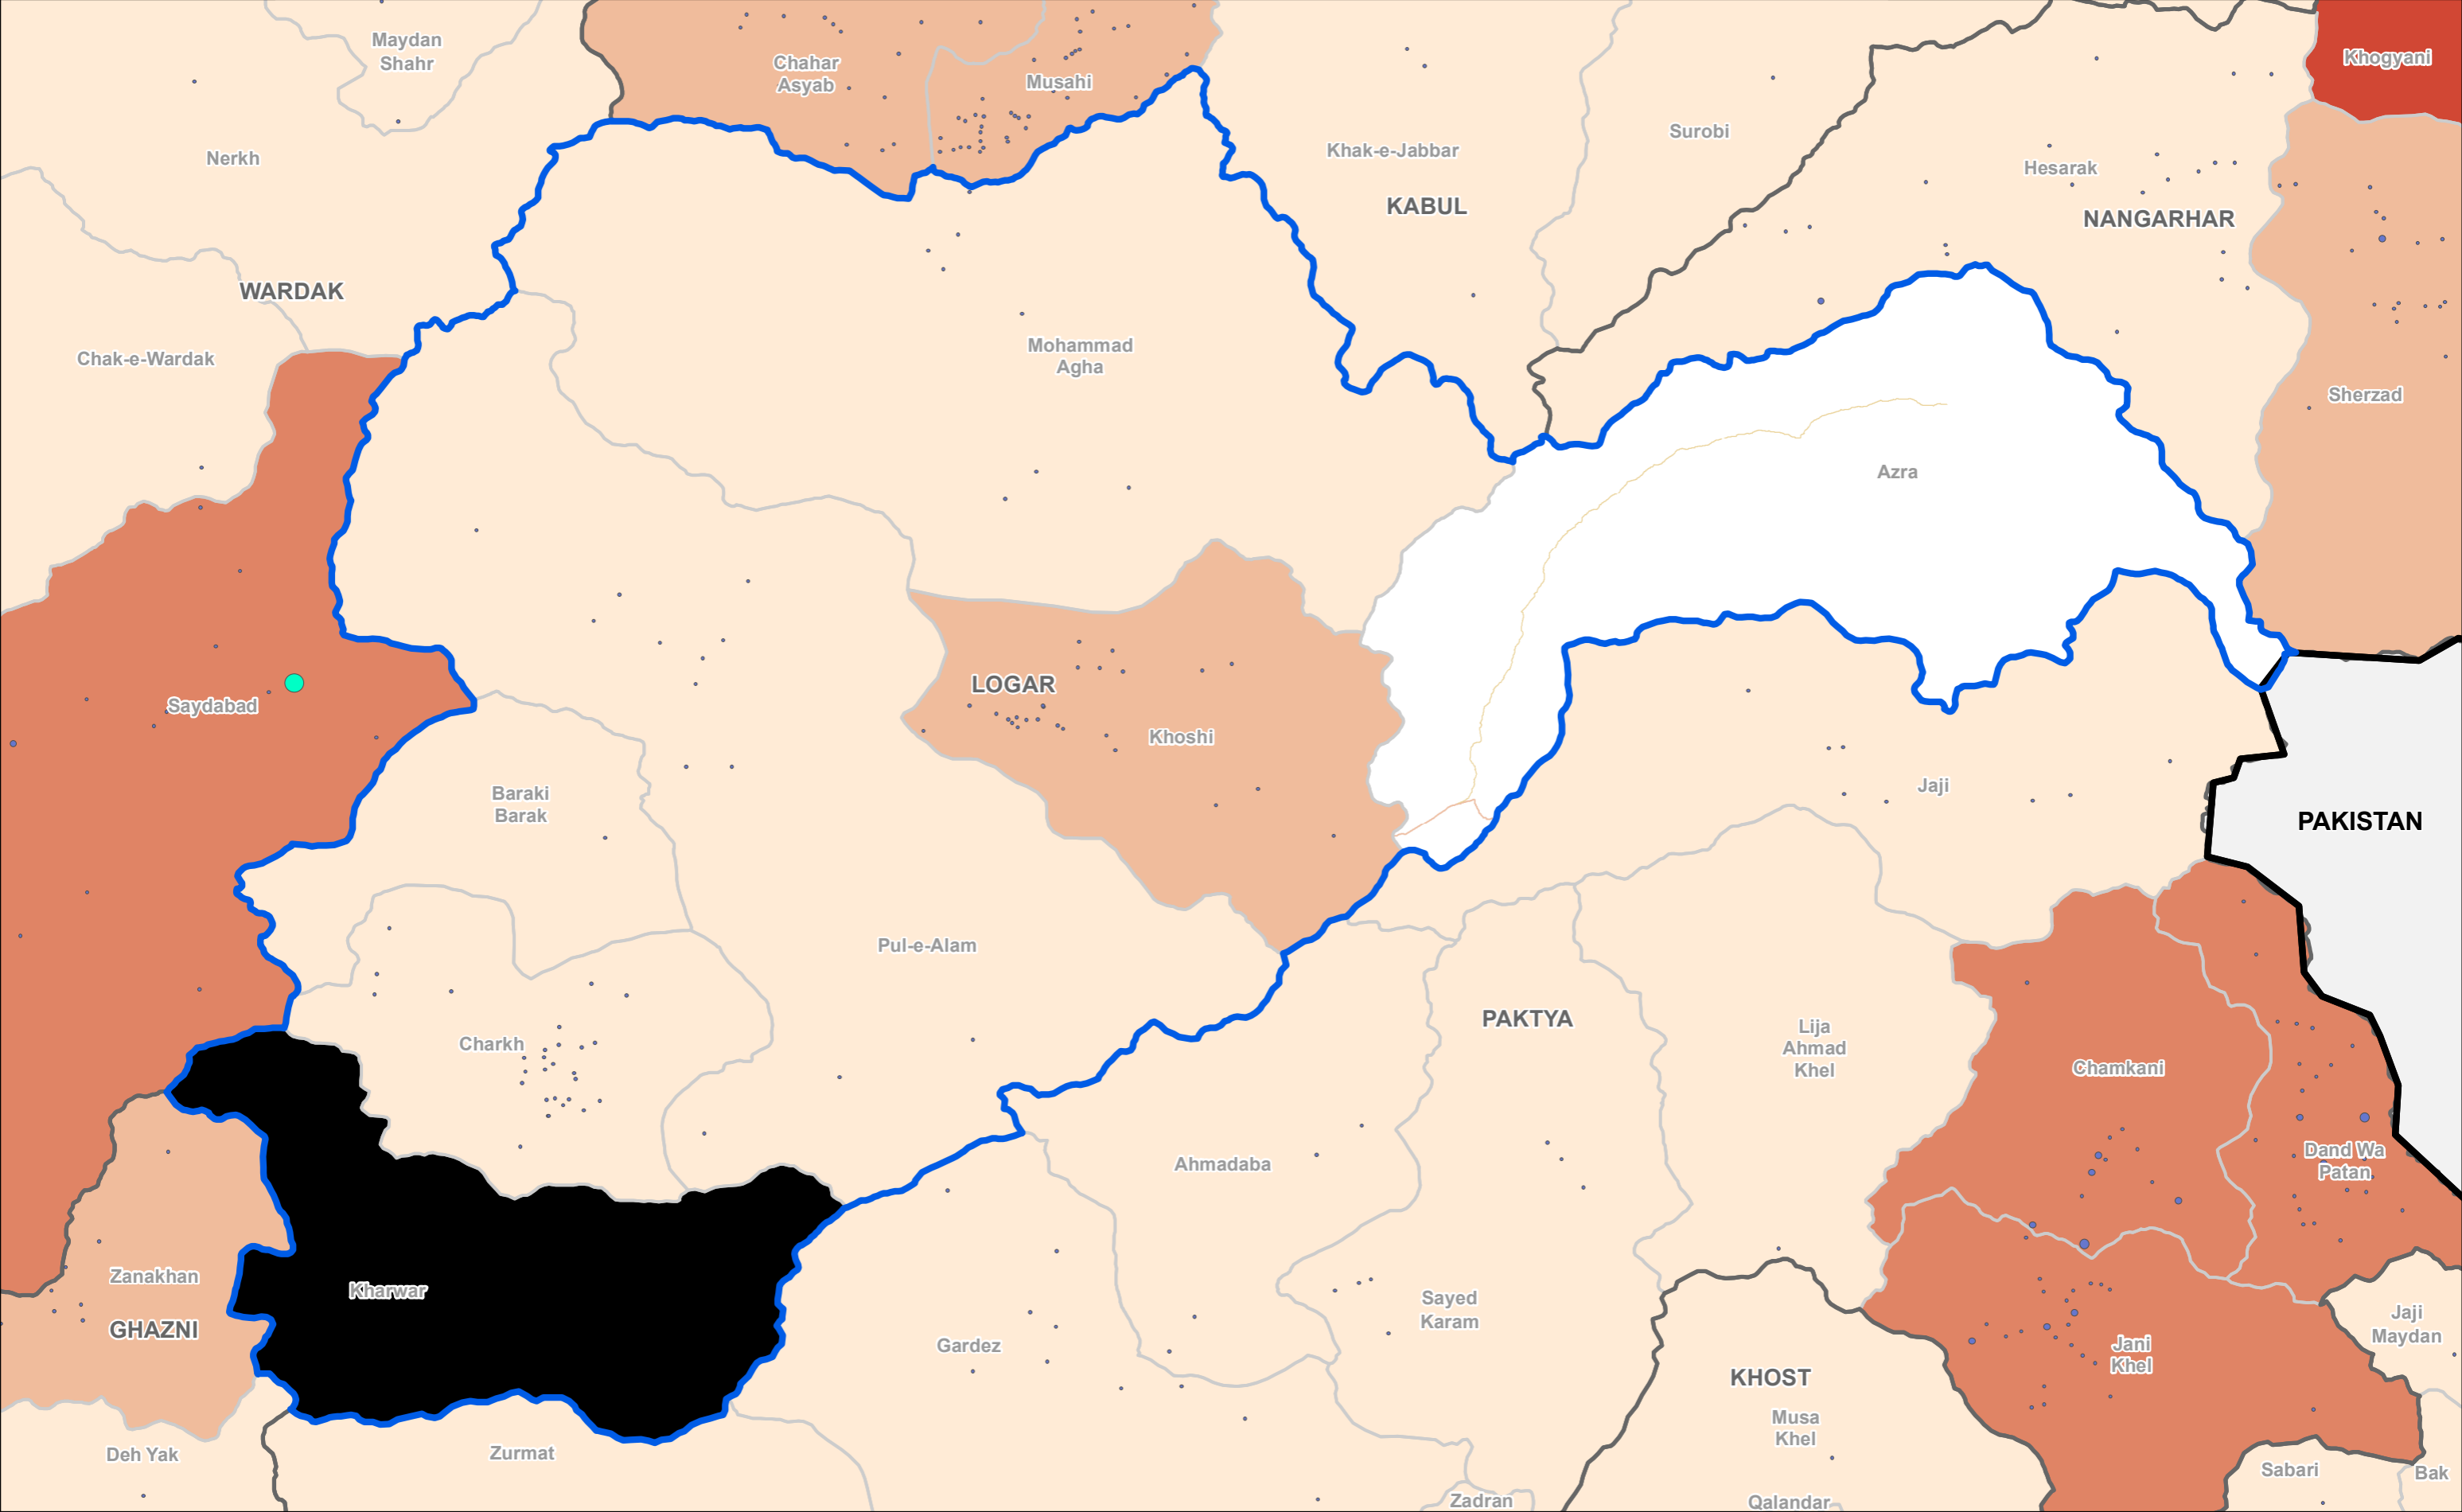 Maydan
Shahr
Chahar
Asyab
Musahi
Khogyani
Nerkh
Khak-e-Jabbar
Surobi
Hesarak
KABUL
NANGARHAR
WARDAK
Chak-e-Wardak
Mohammad
Agha
Sherzad
Azra
LOGAR
Saydabad
Khoshi
Baraki
Barak
Jaji
PAKISTAN
Pul-e-Alam
PAKTYA
Charkh
Lija
Ahmad
Khel
Chamkani
Ahmadaba
Dand Wa
Patan
Zanakhan
Kharwar
GHAZNI
Sayed
Karam
Gardez
Jani
Khel
Jaji
Maydan
KHOST
Musa
Khel
Deh Yak
Zurmat
Sabari
Bak
Zadran
Qalandar